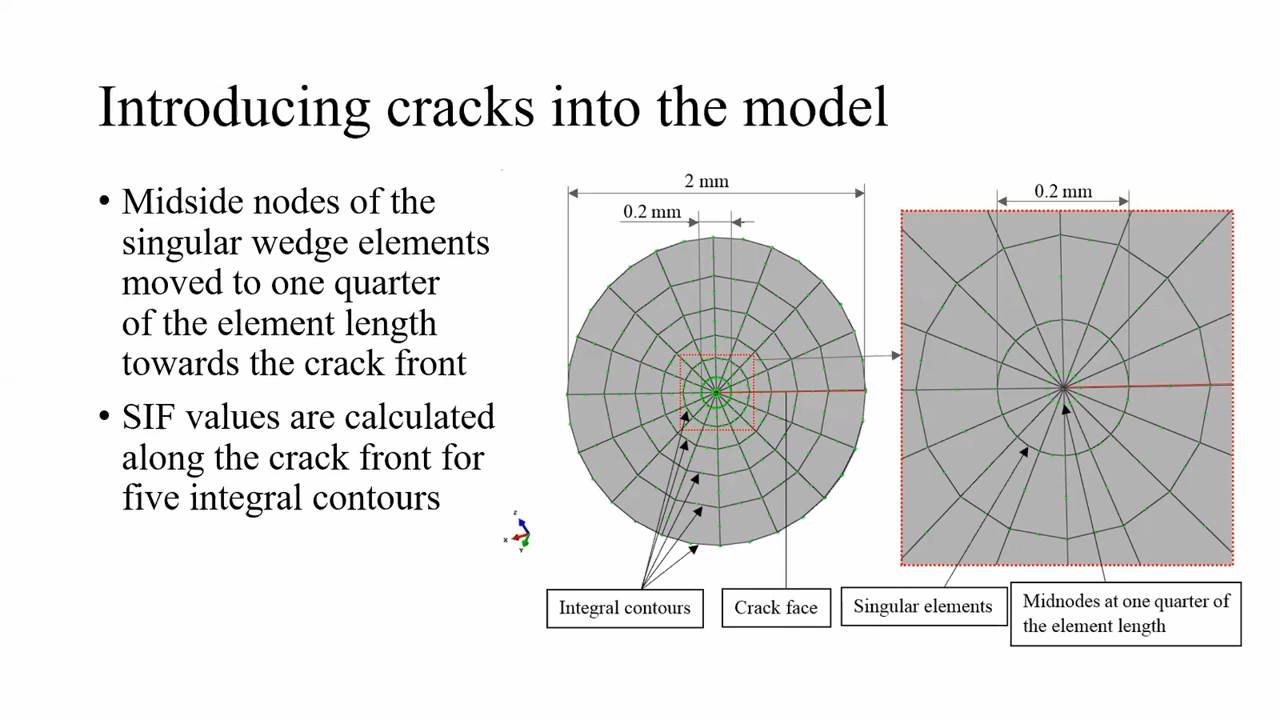 Introducing cracks into the model
• Midside nodes of the
singular wedge elements
moved to one quarter
of the element length
towards the crack front
• SIF values are calculated
along the crack front for
five integral contours
2 mm
0.2 mm
0.2 mm
Z
X
Y
Integral contours
Crack face
Singular elements
Midnodes at one quarter of
the element length